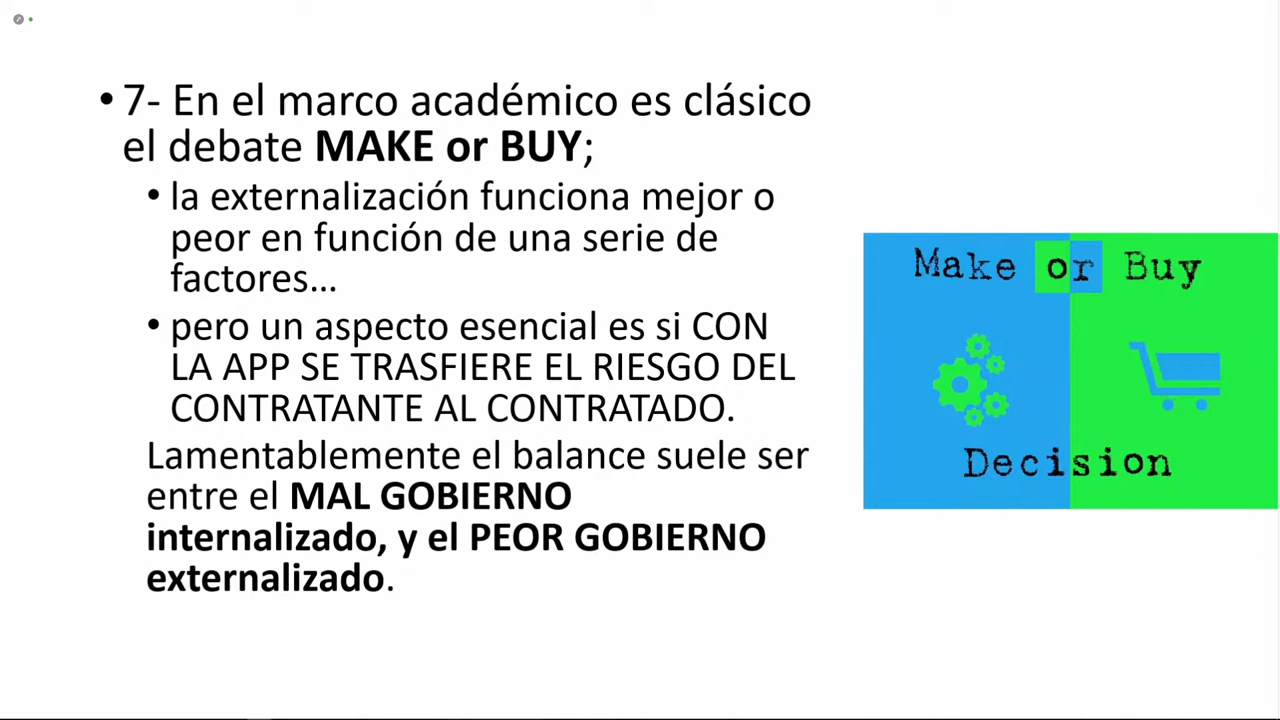 • 7- En el marco académico es clásico
el debate MAKE or BUY;
• la externalización funciona mejor o
peor en función de una serie de
factores...
• pero un aspecto esencial es si CON
LA APP SE TRASFIERE EL RIESGO DEL
CONTRATANTE AL CONTRATADO.
Lamentablemente el balance suele ser
entre el MAL GOBIERNO
internalizado, y el PEOR GOBIERNO
externalizado.
Make or Buy
Decision